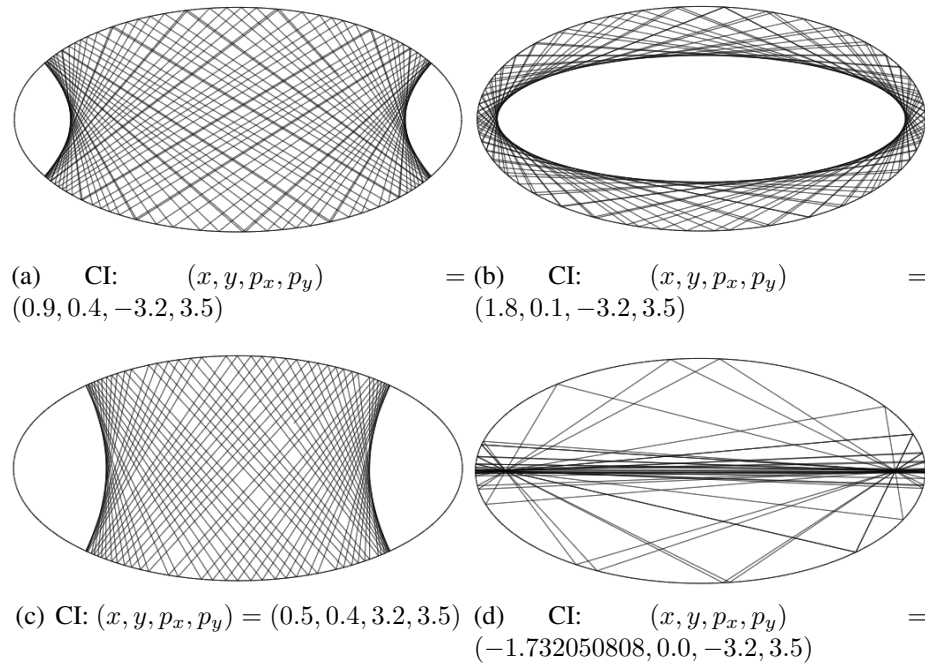 (a) CI: (x, y, p_x, p_y) =
(0.9, 0.4, −3.2, 3.5)
(b) CI: (x, y, p_x, p_y) =
(1.8, 0.1, −3.2, 3.5)
(c) CI: (x, y, p_x, p_y) = (0.5, 0.4, 3.2, 3.5)
(d) CI: (x, y, p_x, p_y) =
(−1.732050808, 0.0, −3.2, 3.5)